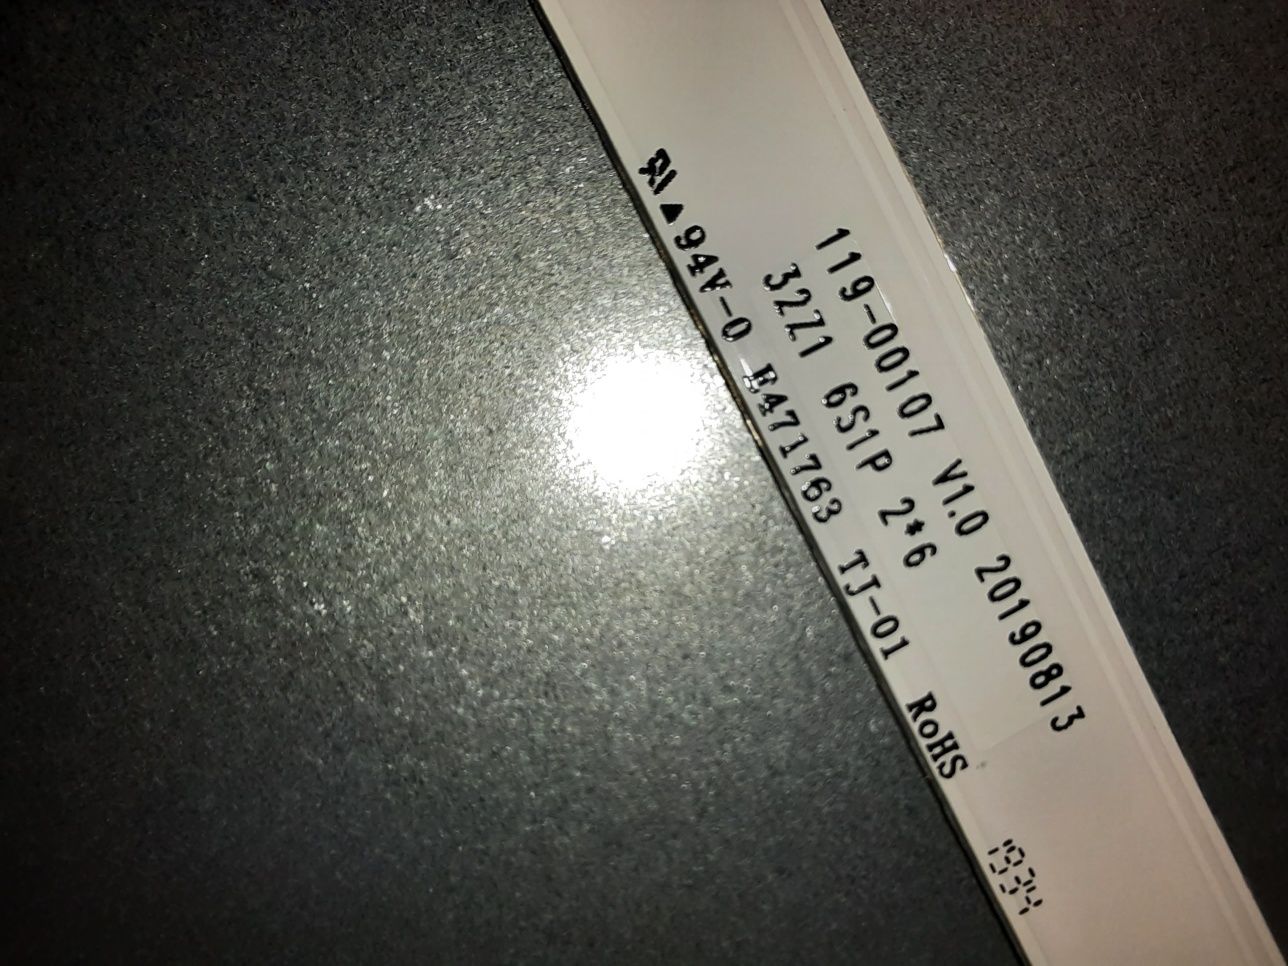 119-00107 V1.0 20190813
32Z1 6S1P 2*6
94V-0 E471763 TJ-01 RoHS
1934